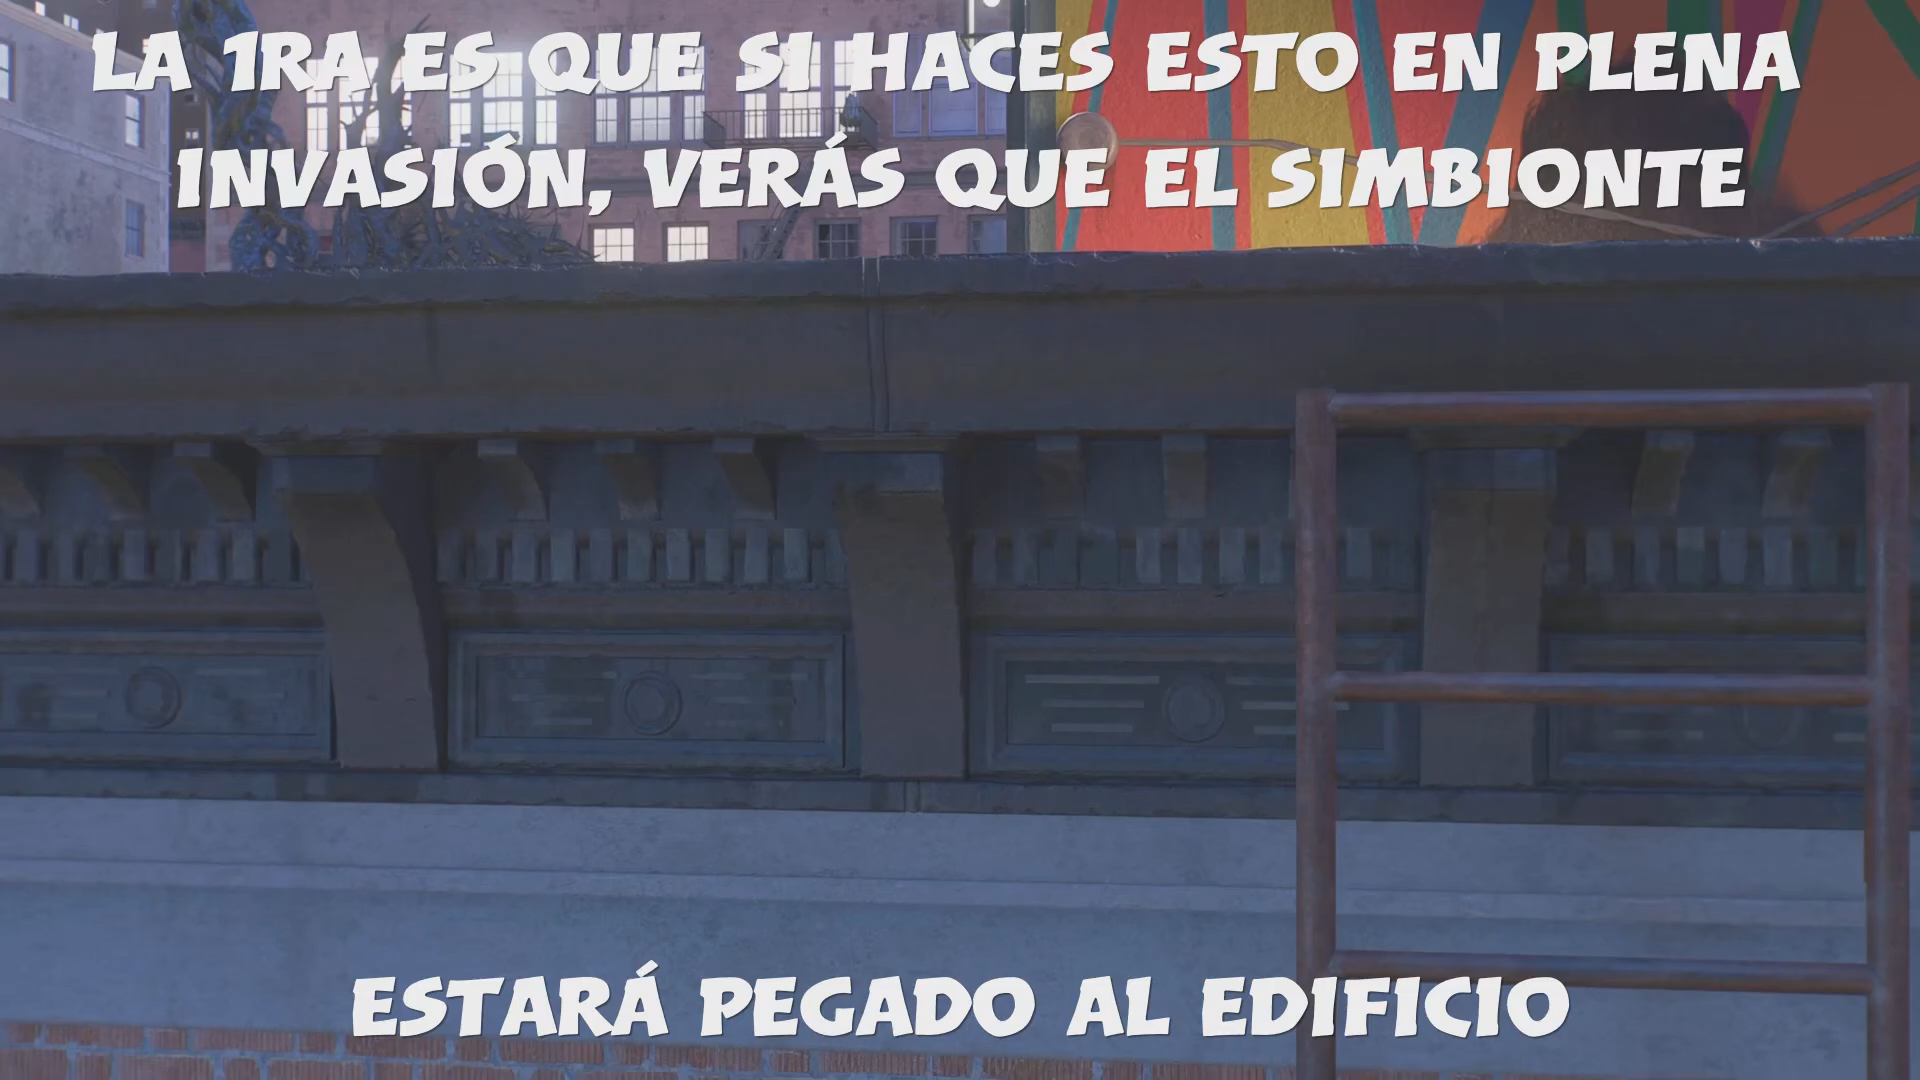 LA 1RA ES QUE SI HACES ESTO EN PLENA
INVASIÓN, VERÁS QUE EL SIMBIONTE
ESTARÁ PEGADO AL EDIFICIO